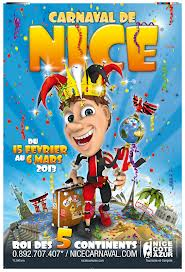 CARNAVAL DE
NICE
DU
15 FEVRIER
AU
6 MARS
2013
ROI DES 5 CONTINENTS
0.892.707.407* / NICECARNAVAL.COM
NICE
CÔTE
D'AZUR